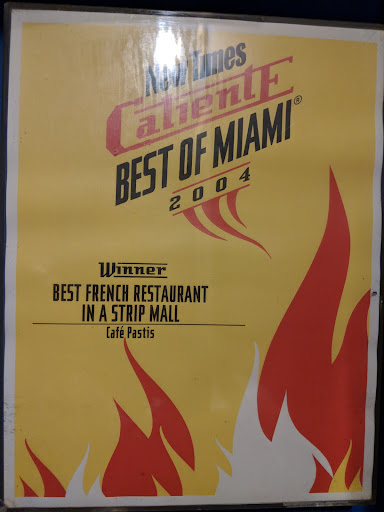 New Times
Caliente
BEST OF MIAMI®
2004
Winner
BEST FRENCH RESTAURANT
IN A STRIP MALL
Café Pastis